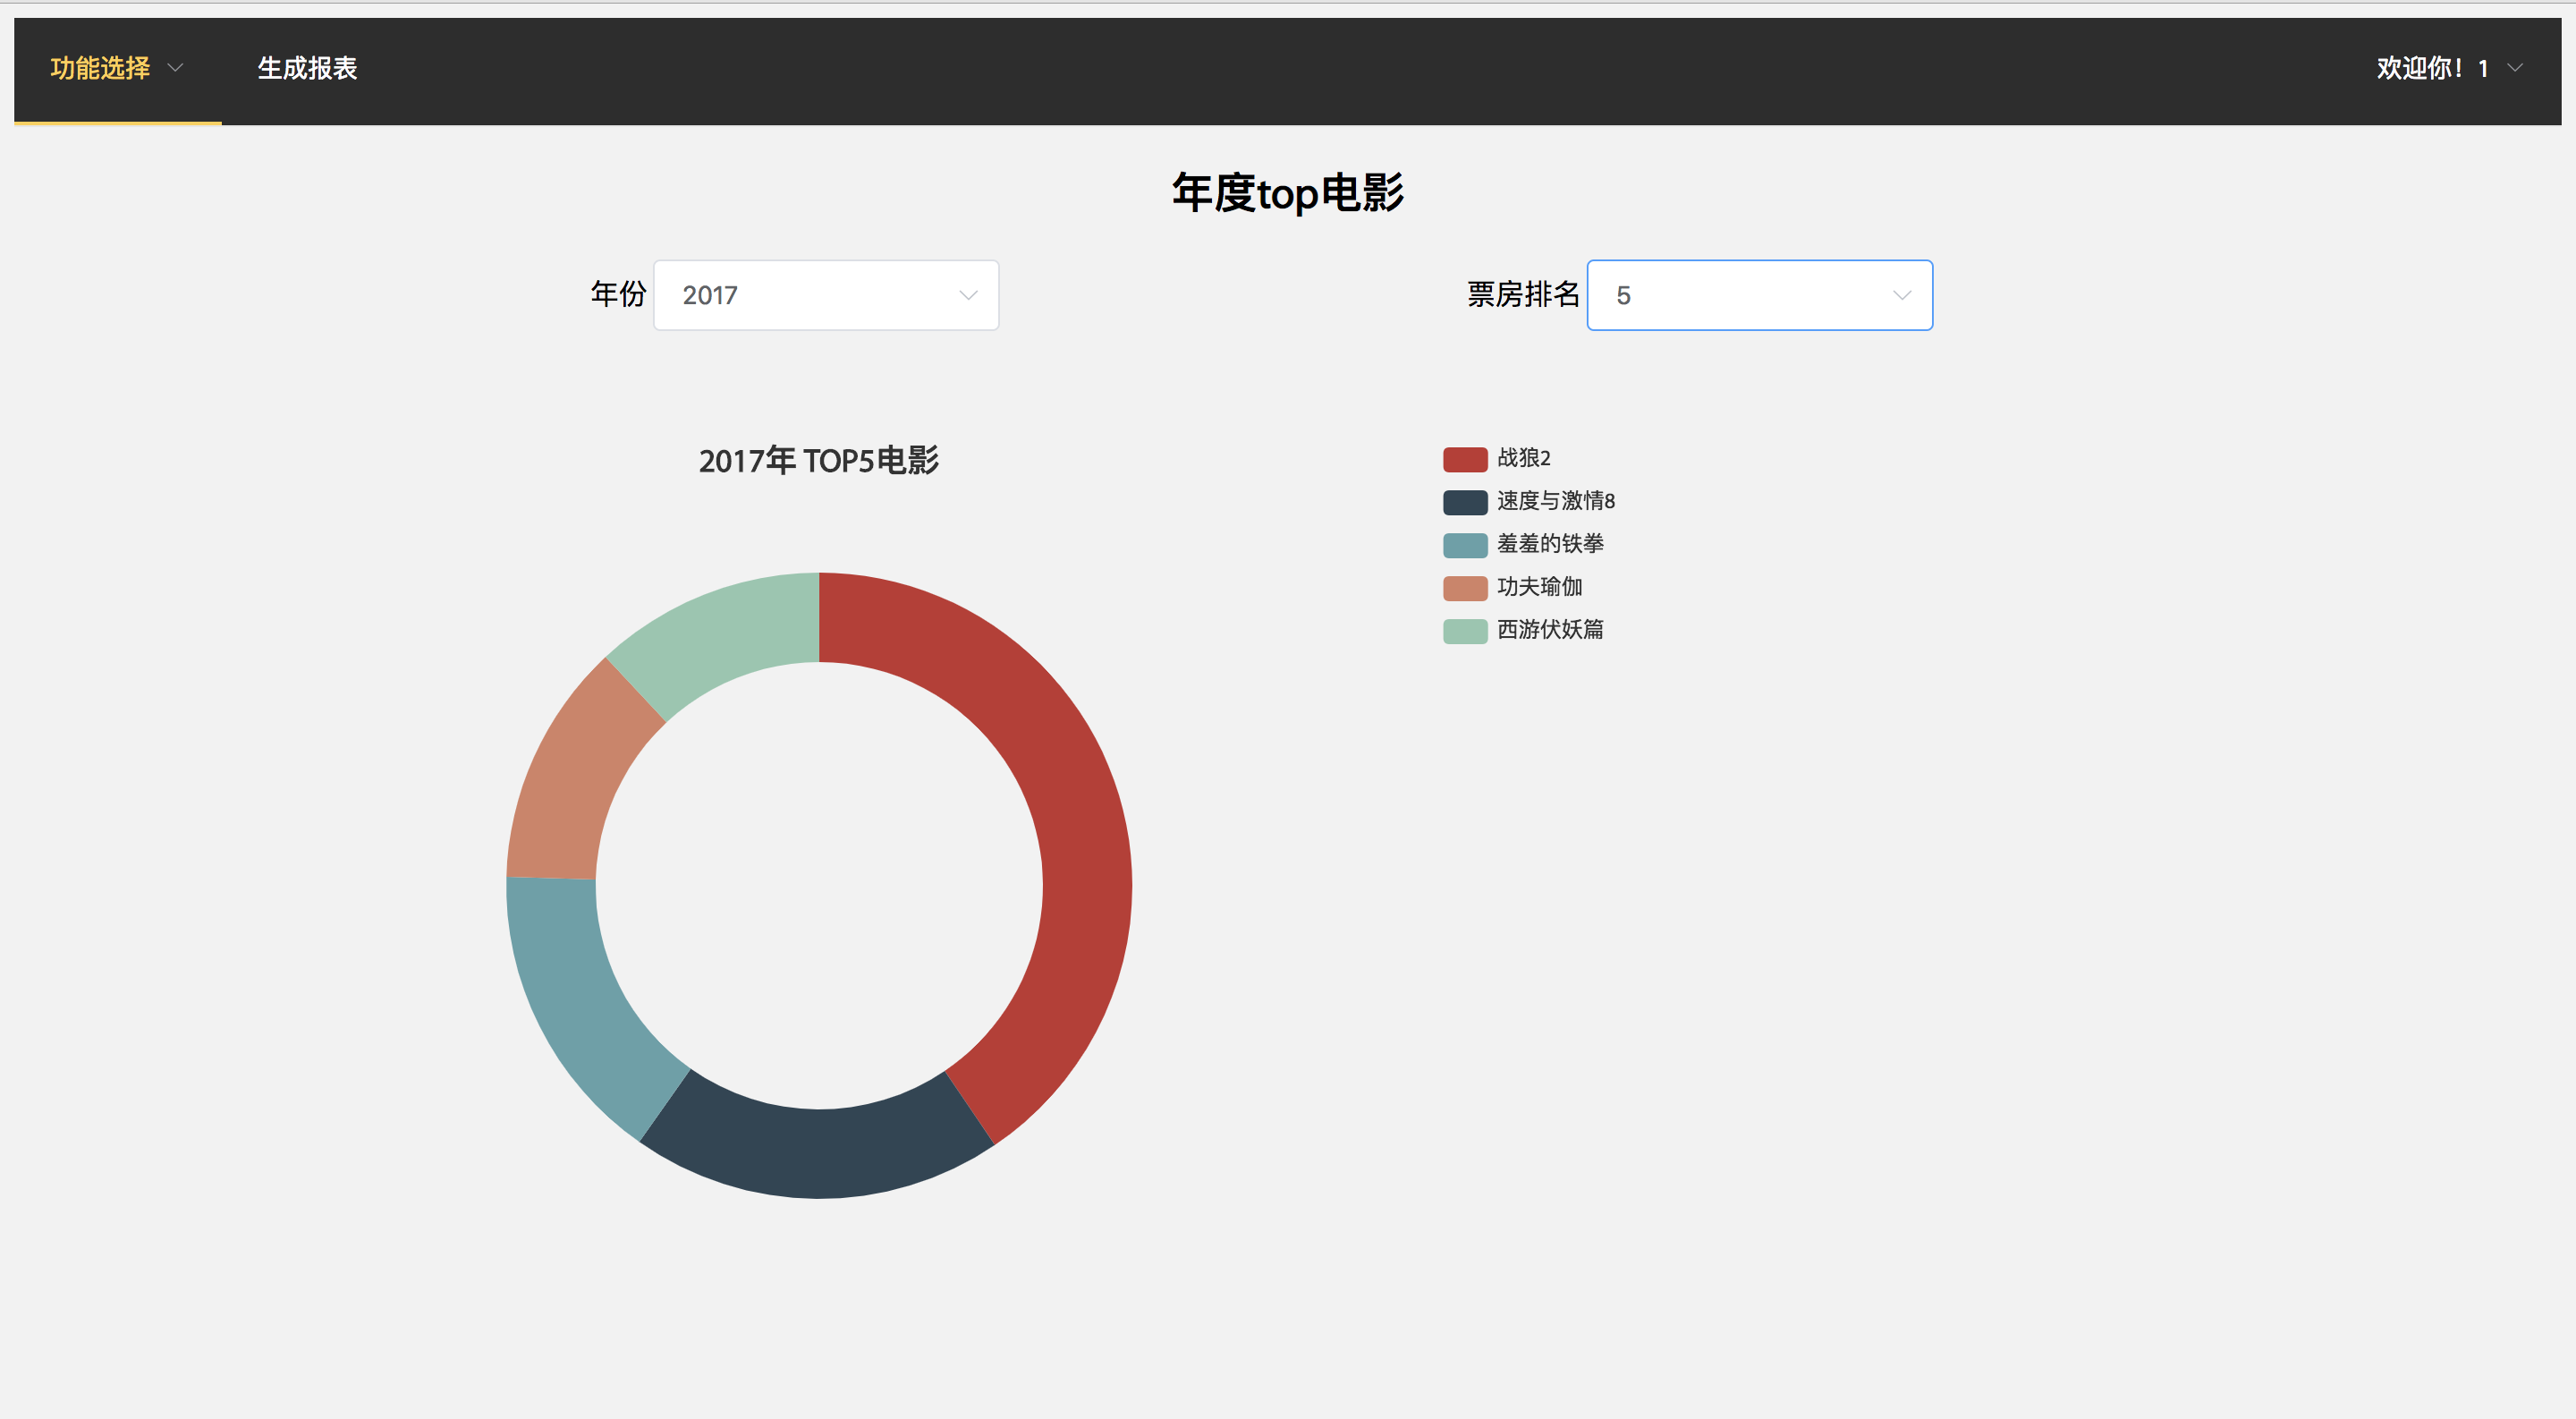 功能选择 生成报表 欢迎你！1
年度top电影
年份 2017 票房排名 5
2017年 TOP5电影
战狼2
速度与激情8
羞羞的铁拳
功夫瑜伽
西游伏妖篇